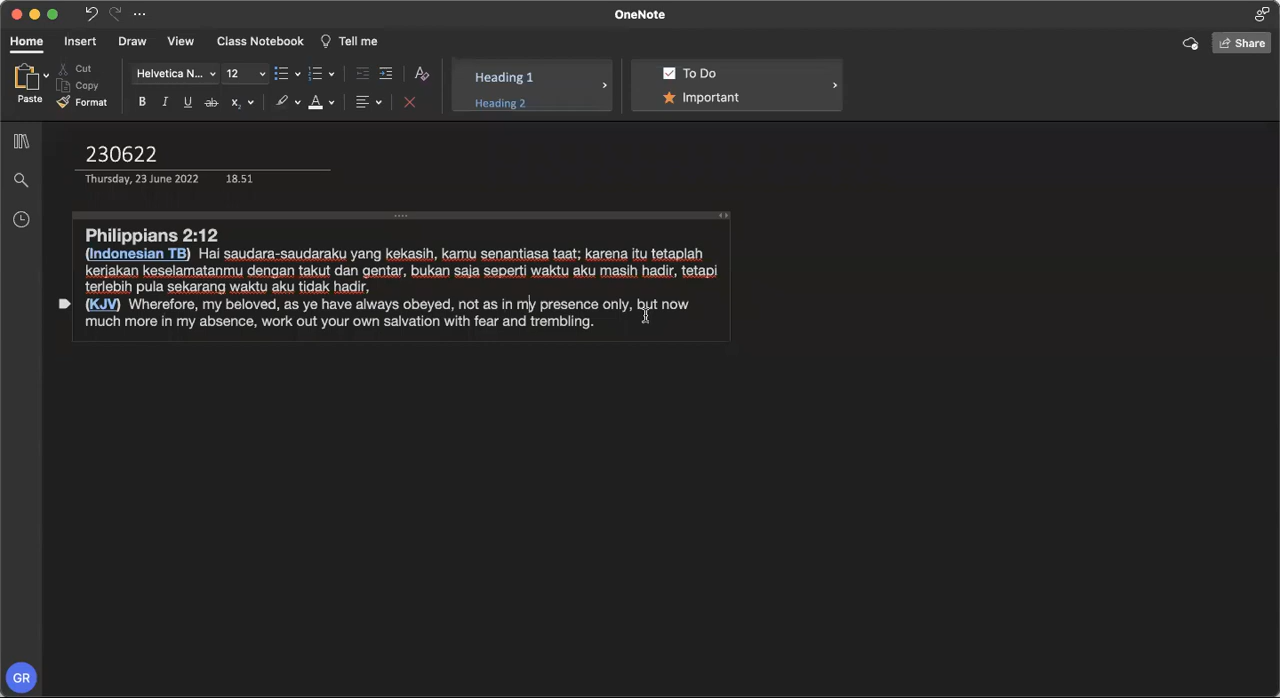 OneNote
Home Insert Draw View Class Notebook Tell me
Share
Paste
Cut
Copy
Format
Helvetica N... 12
B I U ab x₂ A
Heading 1
Heading 2
To Do
Important
230622
Thursday, 23 June 2022 18.51
Philippians 2:12
(Indonesian TB) Hai saudara-saudaraku yang kekasih, kamu senantiasa taat; karena itu tetaplah
kerjakan keselamatanmu dengan takut dan gentar, bukan saja seperti waktu aku masih hadir, tetapi
terlebih pula sekarang waktu aku tidak hadir,
(KJV) Wherefore, my beloved, as ye have always obeyed, not as in my presence only, but now
much more in my absence, work out your own salvation with fear and trembling.
GR